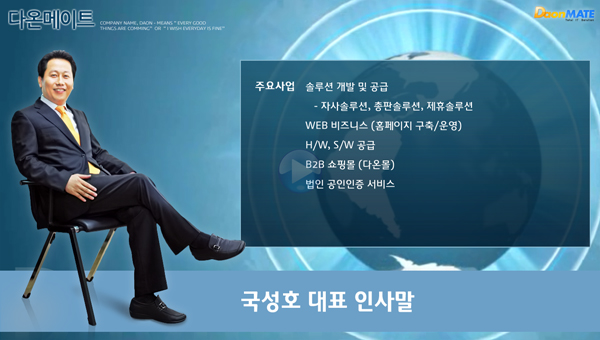 다온메이트
COMPANY NAME, DAON - MEANS " EVERY GOOD
THINGS ARE COMMING" OR " I WISH EVERYDAY IS FINE"
DaonMATE
주요사업 솔루션 개발 및 공급
- 자사솔루션, 총판솔루션, 제휴솔루션
WEB 비즈니스 (홈페이지 구축/운영)
H/W, S/W 공급
B2B 쇼핑몰 (다온몰)
법인 공인인증 서비스
국성호 대표 인사말